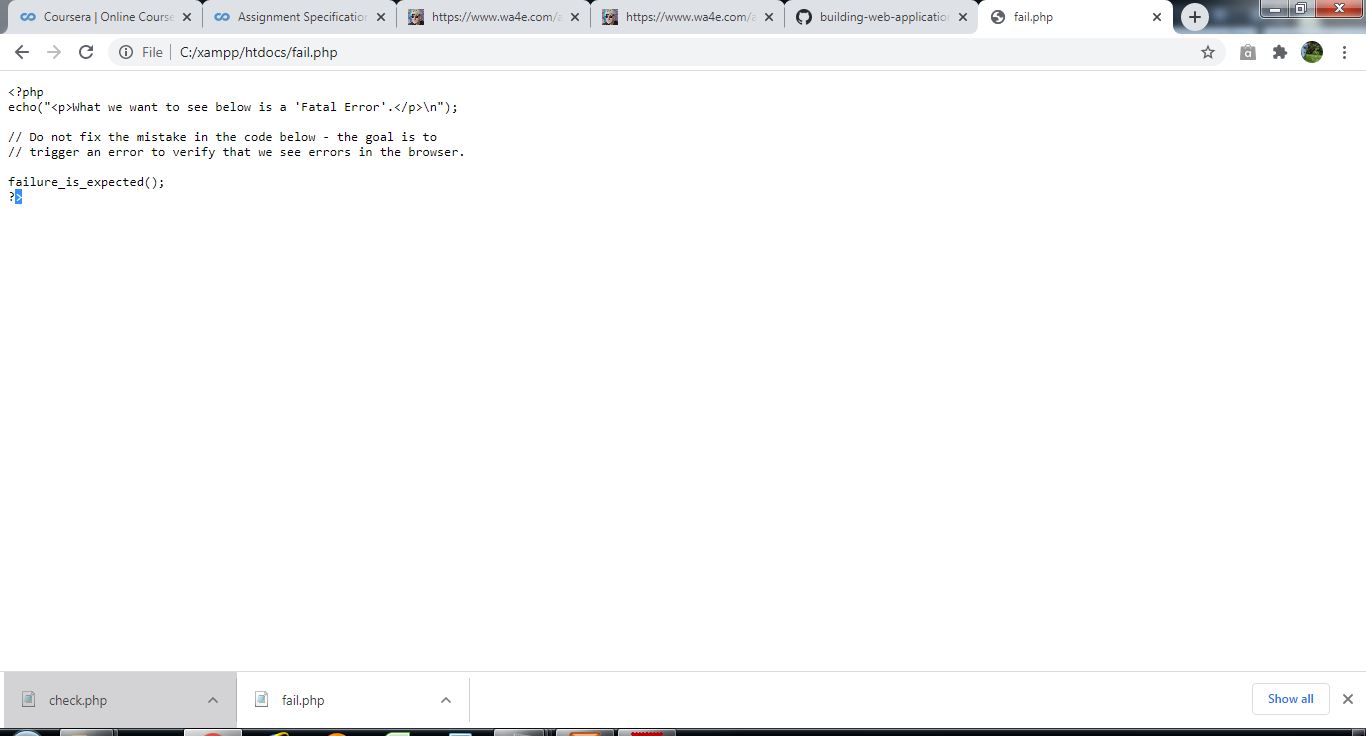 Coursera | Online Course
Assignment Specification
https://www.wa4e.com/a
https://www.wa4e.com/a
building-web-application
fail.php
File | C:/xampp/htdocs/fail.php
<?php
echo("<p>What we want to see below is a 'Fatal Error'.</p>\n");
// Do not fix the mistake in the code below - the goal is to
// trigger an error to verify that we see errors in the browser.
failure_is_expected();
?>
check.php
fail.php
Show all